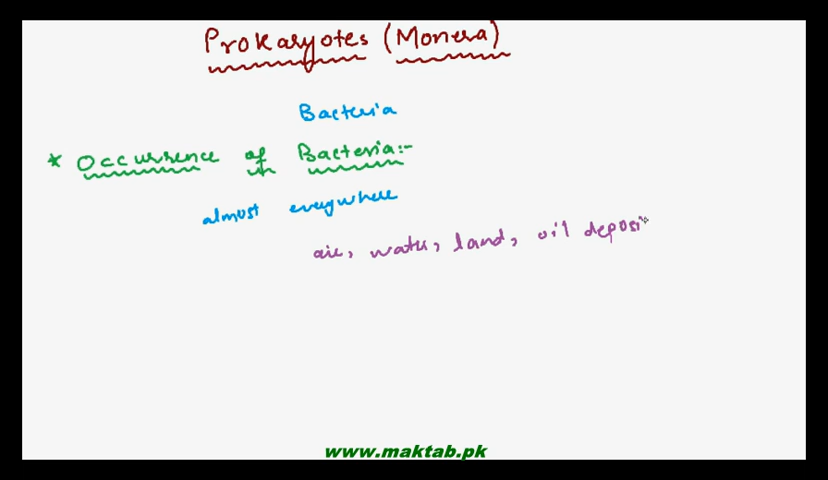 Prokaryotes (Monera)
Bacteria
* Occurrence of Bacteria:-
almost everywhere
air, water, land, oil deposi
www.maktab.pk